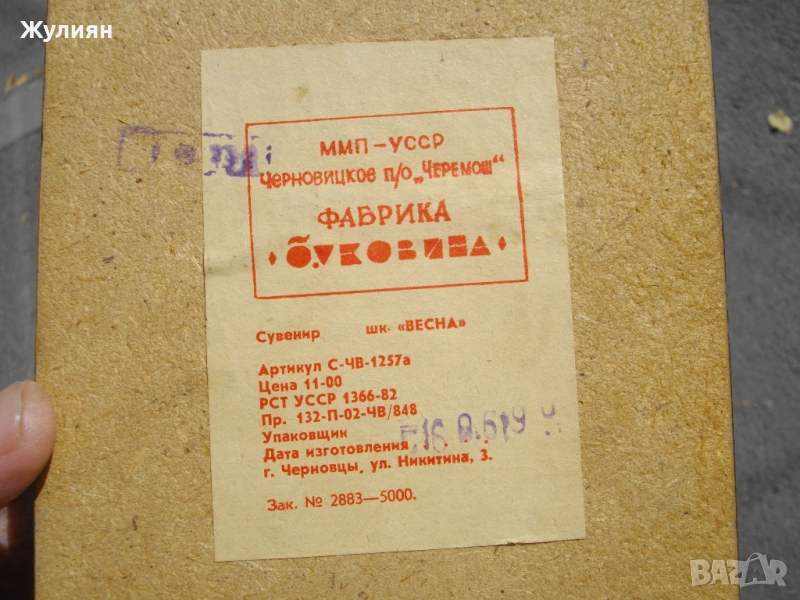 Жулиян
ММП-УССР
ЧЕРНОВИЦКОЕ П/О „ЧЕРЕМОШ"
ФАБРИКА
БУКОВИНА
Сувенир шк. «ВЕСНА»
Артикул С-ЧВ-1257а
Цена 11-00
РСТ УССР 1366-82
Пр. 132-П-02-ЧВ/848
Упаковщик
Дата изготовления . . . .
г. Черновцы, ул. Никитина, 3.
Зак. № 2883—5000.
BAZAR